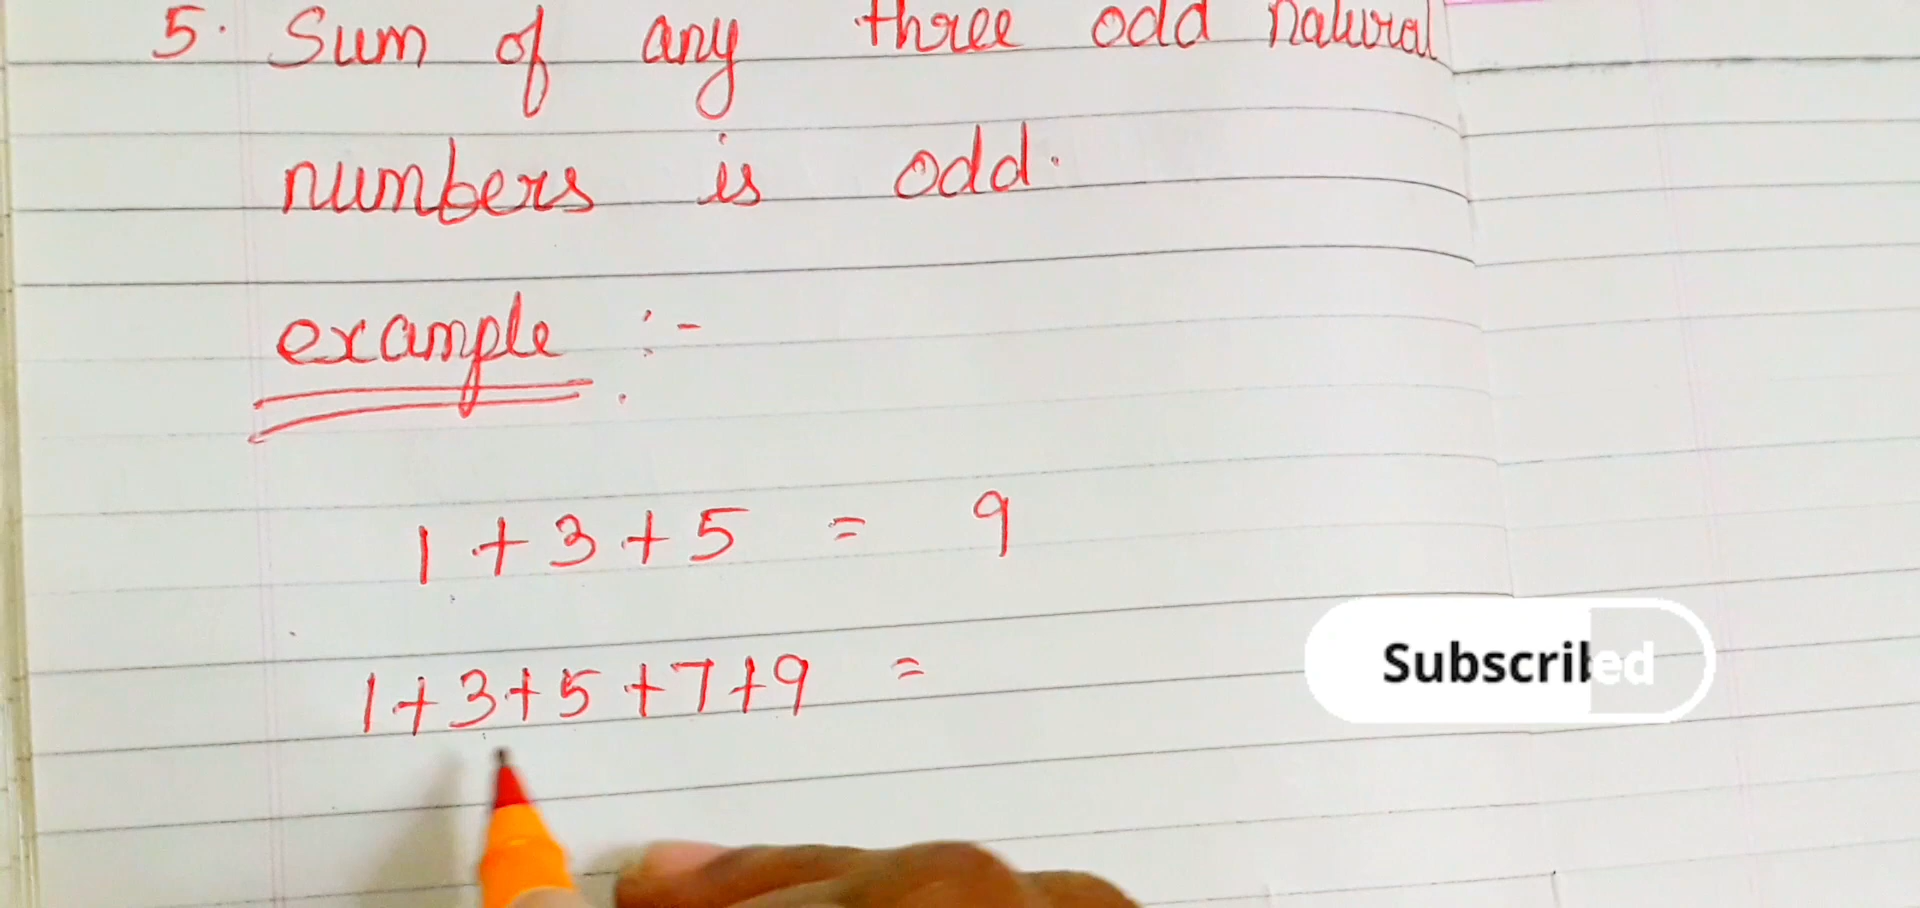 5. Sum of any three odd natural
numbers is odd.
example :-
1 + 3 + 5 = 9
1 + 3 + 5 + 7 + 9 =
Subscribed